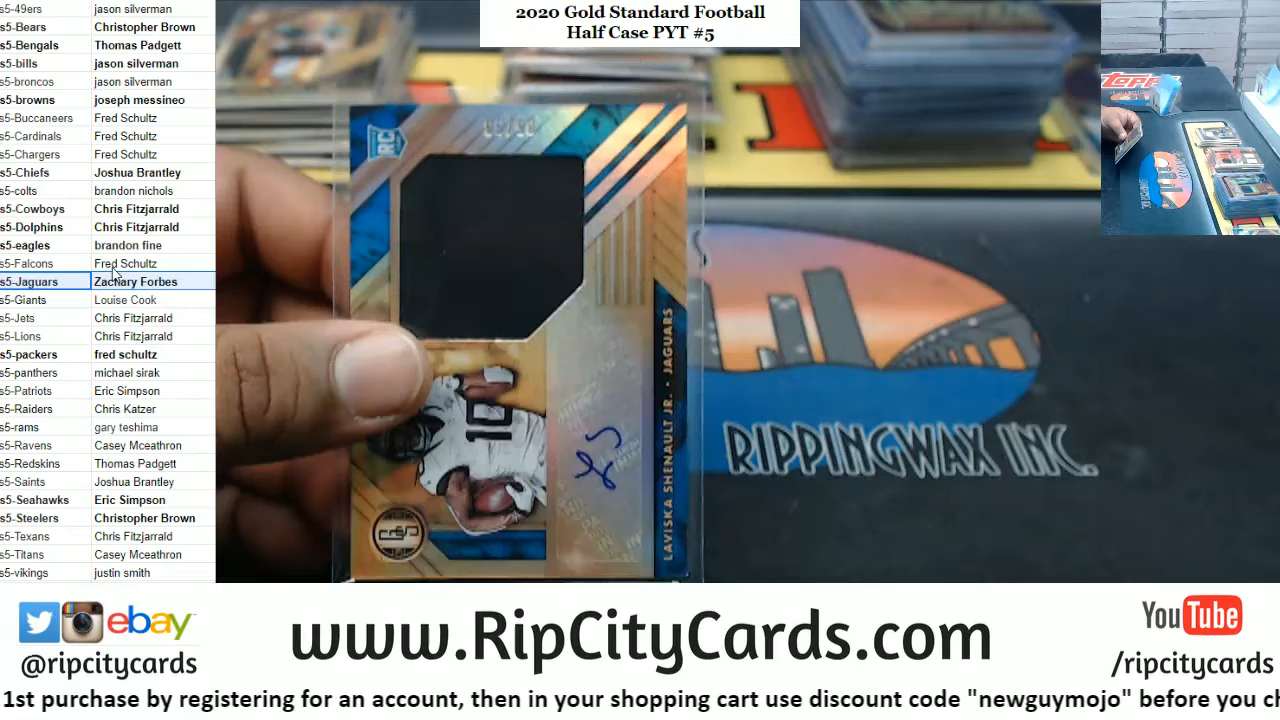 s5-49ers jason silverman
s5-Bears Christopher Brown
s5-Bengals Thomas Padgett
s5-bills jason silverman
s5-broncos jason silverman
s5-browns joseph messineo
s5-Buccaneers Fred Schultz
s5-Cardinals Fred Schultz
s5-Chargers Fred Schultz
s5-Chiefs Joshua Brantley
s5-colts brandon nichols
s5-Cowboys Chris Fitzjarrald
s5-Dolphins Chris Fitzjarrald
s5-eagles brandon fine
s5-Falcons Fred Schultz
s5-Jaguars Zachary Forbes
s5-Giants Louise Cook
s5-Jets Chris Fitzjarrald
s5-Lions Chris Fitzjarrald
s5-packers fred schultz
s5-panthers michael sirak
s5-Patriots Eric Simpson
s5-Raiders Chris Katzer
s5-rams gary teshima
s5-Ravens Casey Mceathron
s5-Redskins Thomas Padgett
s5-Saints Joshua Brantley
s5-Seahawks Eric Simpson
s5-Steelers Christopher Brown
s5-Texans Chris Fitzjarrald
s5-Titans Casey Mceathron
s5-vikings justin smith
2020 Gold Standard Football
Half Case PYT #5
RC
10
LAVISKA SHENAULT JR. • JAGUARS
RIPPINGWAX INC.
TOPPS
ebay
@ripcitycards
www.RipCityCards.com
YouTube
/ripcitycards
1st purchase by registering for an account, then in your shopping cart use discount code "newguymojo" before you ch